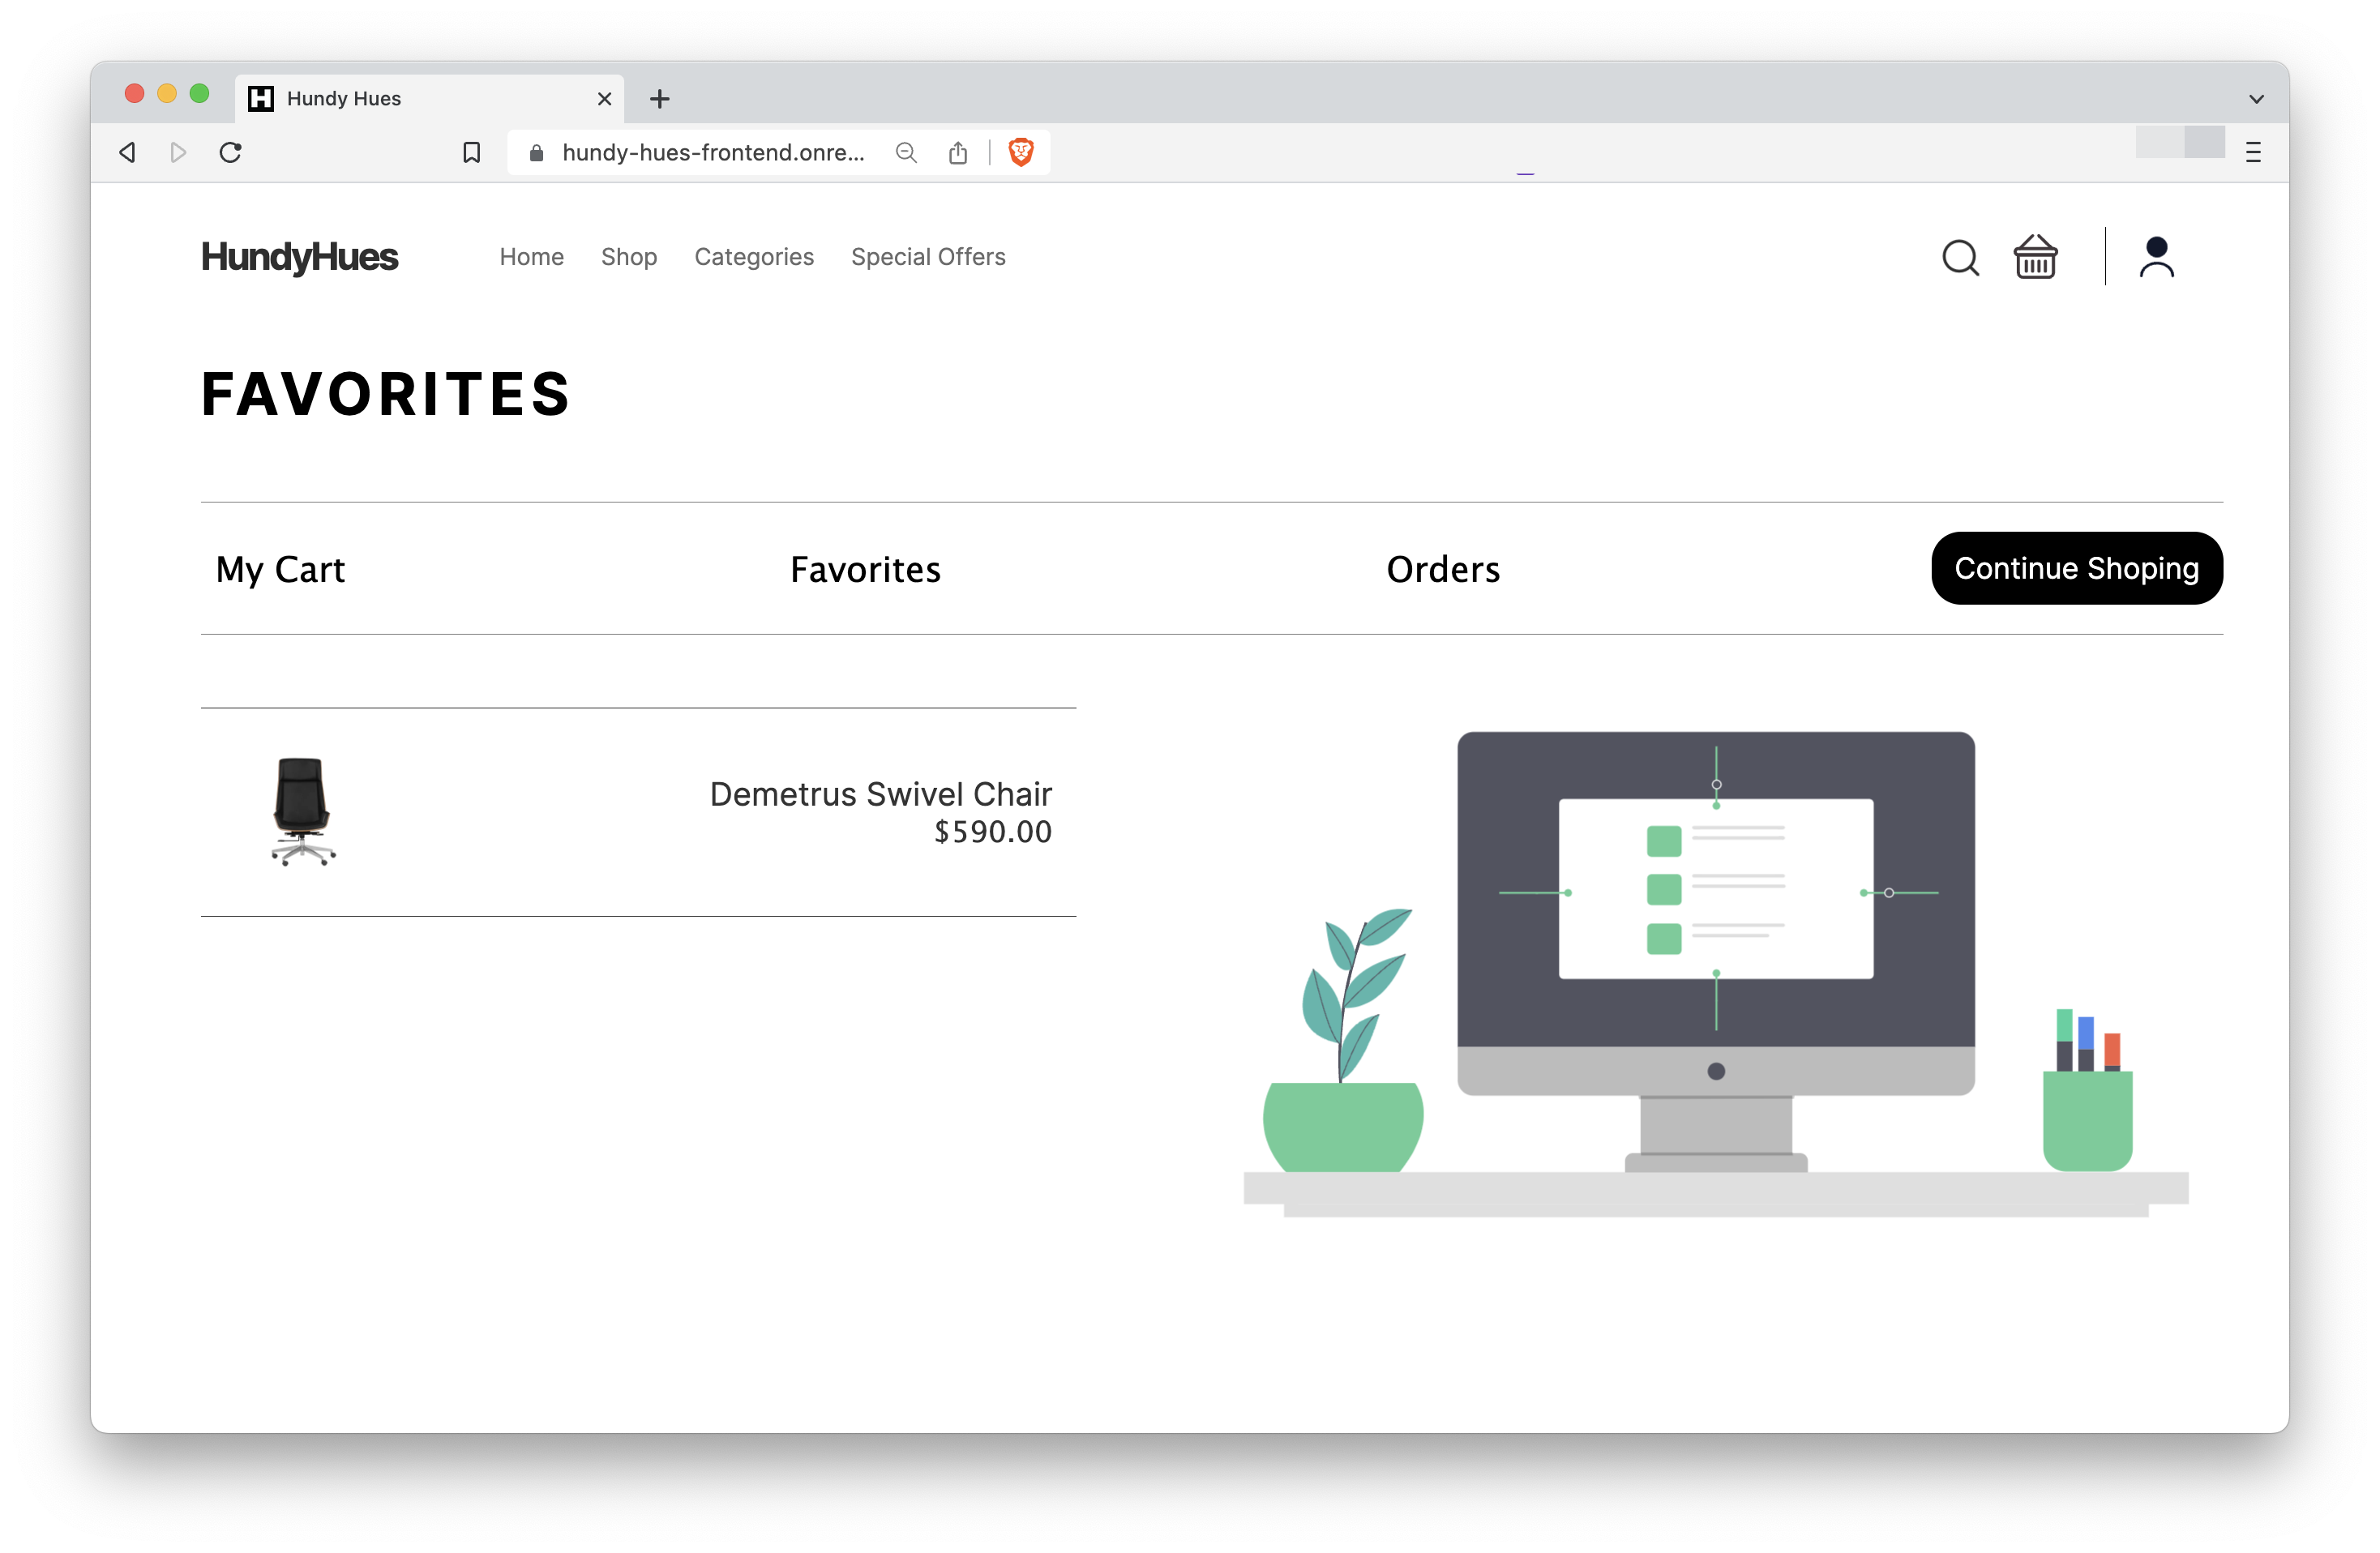 Hundy Hues
hundy-hues-frontend.onre...
HundyHues
Home Shop Categories Special Offers
FAVORITES
My Cart Favorites Orders Continue Shoping
Demetrus Swivel Chair
$590.00